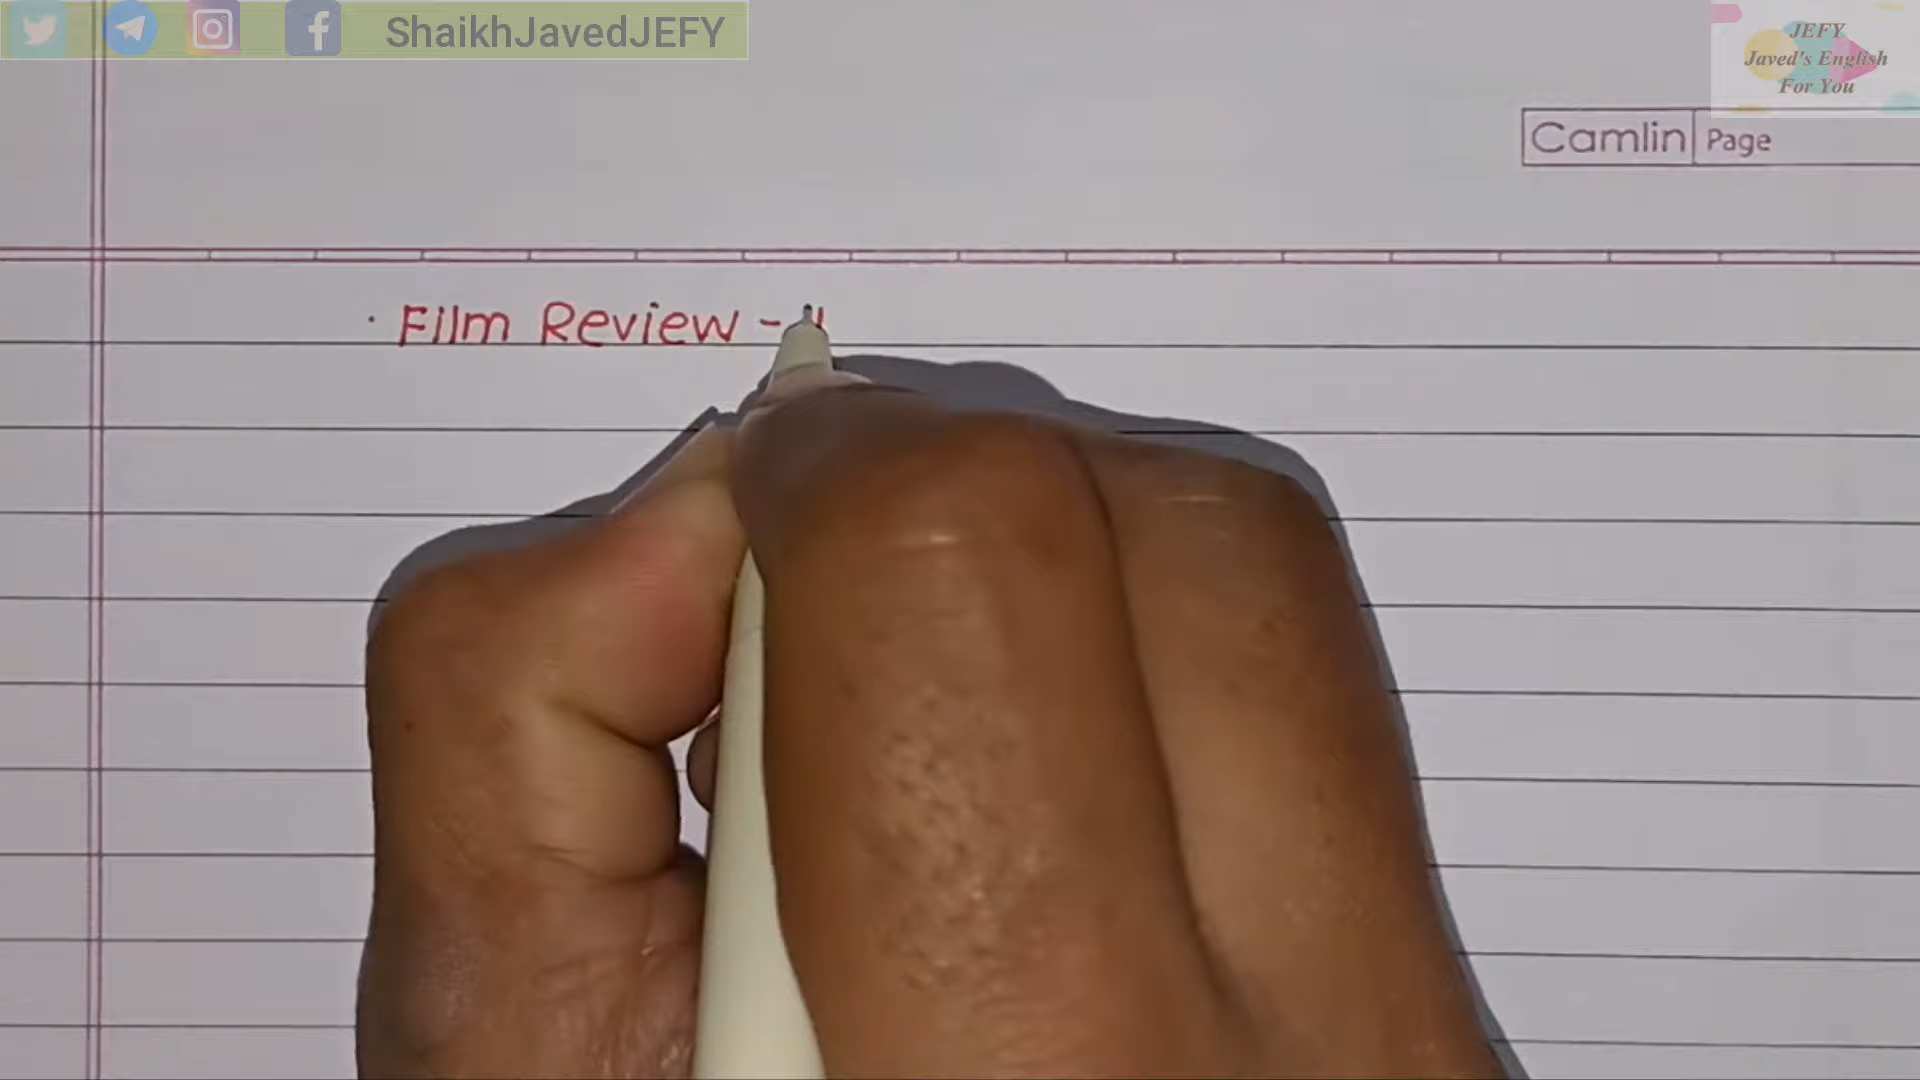 ShaikhJavedJEFY
JEFY
Javed's English
For You
Camlin Page
Film Review -